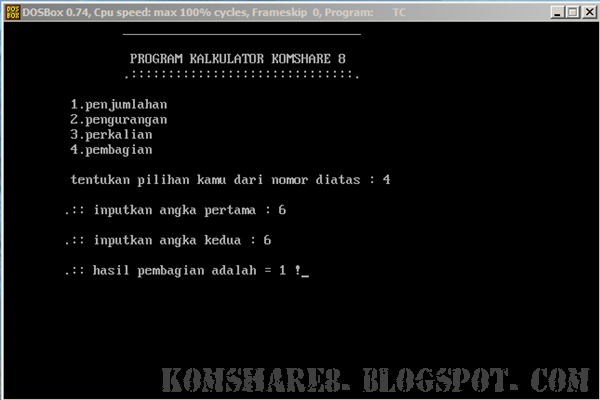 DOS BOX DOSBox 0.74, Cpu speed: max 100% cycles, Frameskip 0, Program: TC
PROGRAM KALKULATOR KOMSHARE 8
.::::::::::::::::::::::::::::::.
1.penjumlahan
2.pengurangan
3.perkalian
4.pembagian
tentukan pilihan kamu dari nomor diatas : 4
.:: inputkan angka pertama : 6
.:: inputkan angka kedua : 6
.:: hasil pembagian adalah = 1 !_
KOMSHARE8. BLOGSPOT. COM